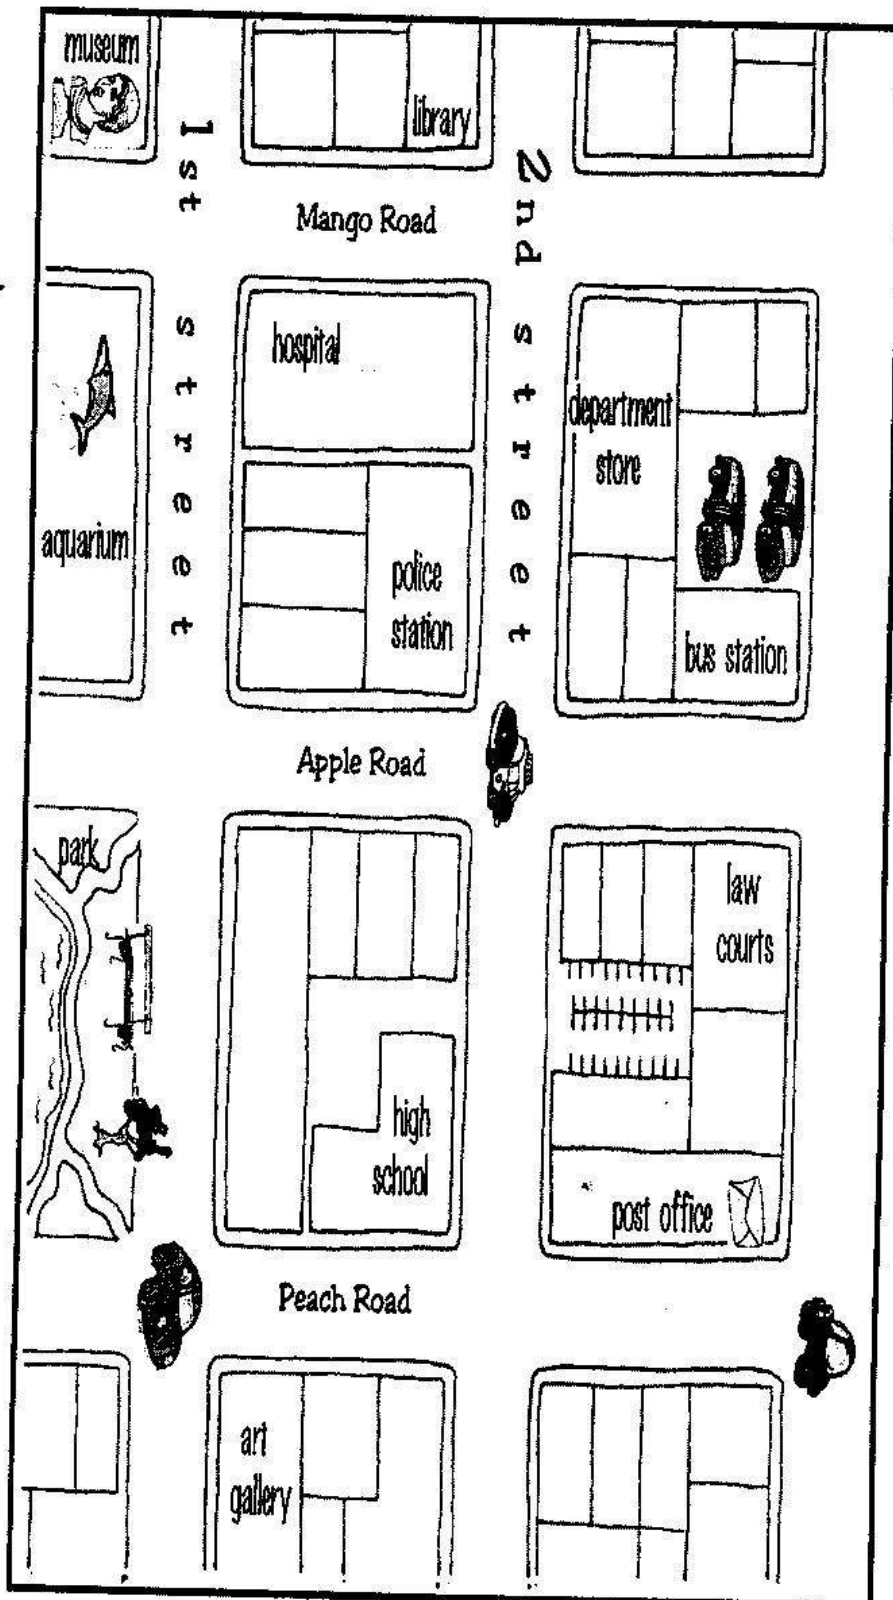 museum
library
1st street
2nd street
Mango Road
hospital
department
store
aquarium
police
station
bus station
Apple Road
park
law
courts
high
school
post office
Peach Road
art
gallery